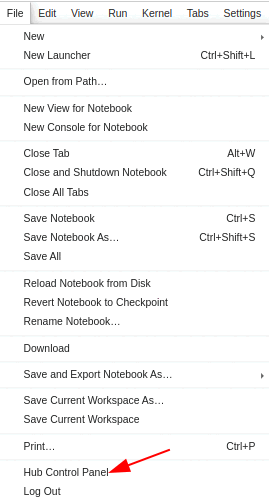 File Edit View Run Kernel Tabs Settings
New
New Launcher Ctrl+Shift+L
Open from Path…
New View for Notebook
New Console for Notebook
Close Tab Alt+W
Close and Shutdown Notebook Ctrl+Shift+Q
Close All Tabs
Save Notebook Ctrl+S
Save Notebook As… Ctrl+Shift+S
Save All
Reload Notebook from Disk
Revert Notebook to Checkpoint
Rename Notebook…
Download
Save and Export Notebook As…
Save Current Workspace As…
Save Current Workspace
Print… Ctrl+P
Hub Control Panel
Log Out